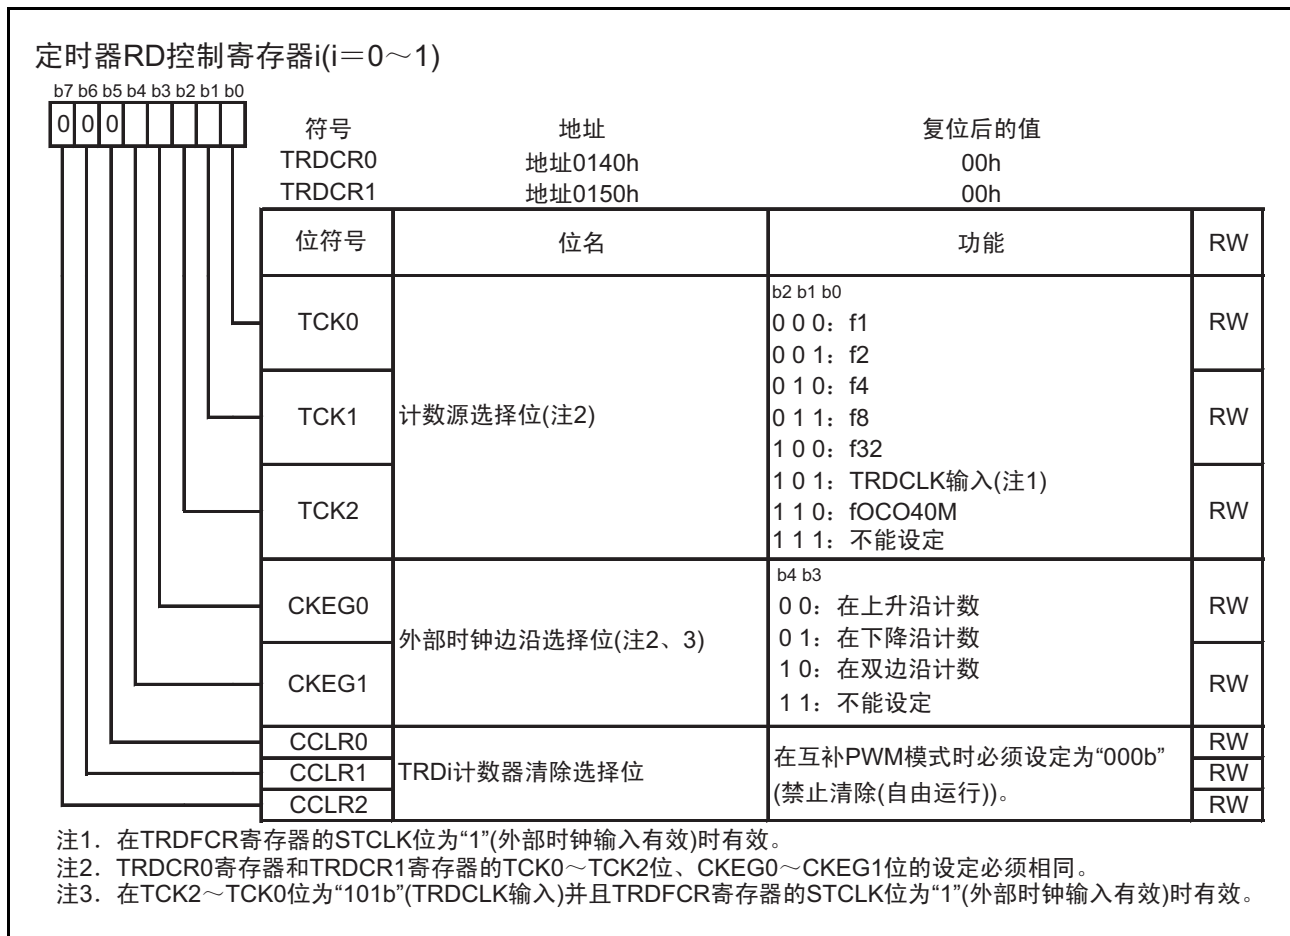 定时器RD控制寄存器i(i＝0～1)
b7 b6 b5 b4 b3 b2 b1 b0
0 0 0
符号 地址 复位后的值
TRDCR0 地址0140h 00h
TRDCR1 地址0150h 00h
位符号 位名 功能 RW
TCK0 RW
TCK1 计数源选择位(注2) RW
TCK2 RW
b2 b1 b0
0 0 0：f1
0 0 1：f2
0 1 0：f4
0 1 1：f8
1 0 0：f32
1 0 1：TRDCLK输入(注1)
1 1 0：fOCO40M
1 1 1：不能设定
CKEG0 RW
外部时钟边沿选择位(注2、3)
CKEG1 RW
b4 b3
0 0：在上升沿计数
0 1：在下降沿计数
1 0：在双边沿计数
1 1：不能设定
CCLR0 RW
CCLR1 TRDi计数器清除选择位 RW
CCLR2 RW
在互补PWM模式时必须设定为“000b”
(禁止清除(自由运行))。
注1．在TRDFCR寄存器的STCLK位为“1”(外部时钟输入有效)时有效。
注2．TRDCR0寄存器和TRDCR1寄存器的TCK0～TCK2位、CKEG0～CKEG1位的设定必须相同。
注3．在TCK2～TCK0位为“101b”(TRDCLK输入)并且TRDFCR寄存器的STCLK位为“1”(外部时钟输入有效)时有效。